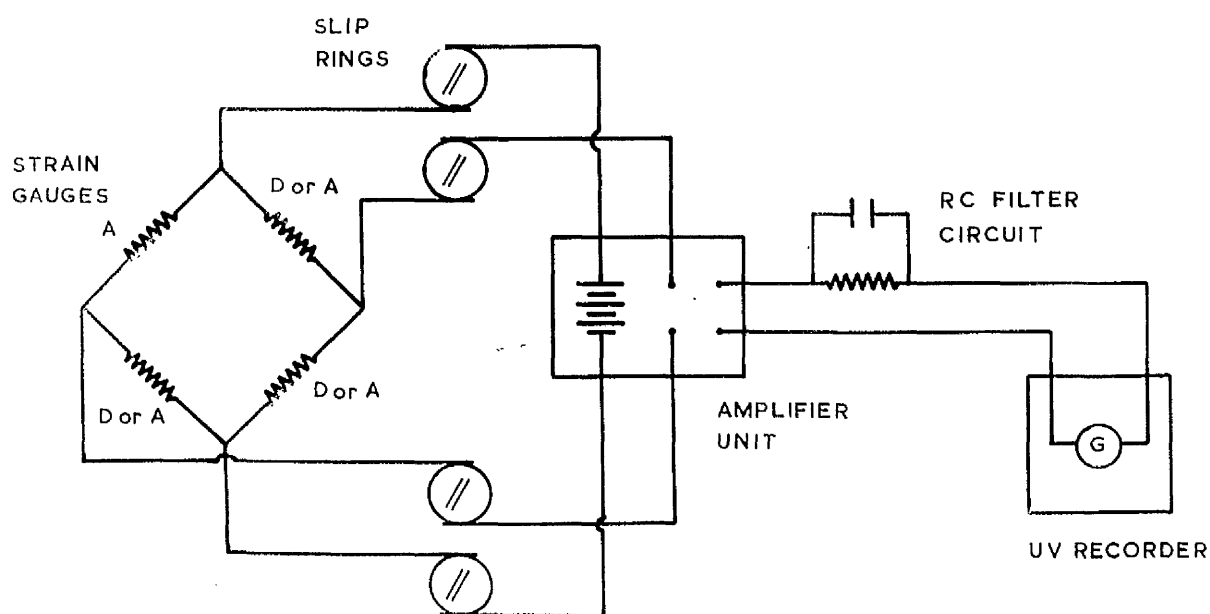 SLIP
RINGS
STRAIN
GAUGES
A
D or A
D or A
D or A
RC FILTER
CIRCUIT
AMPLIFIER
UNIT
G
UV RECORDER